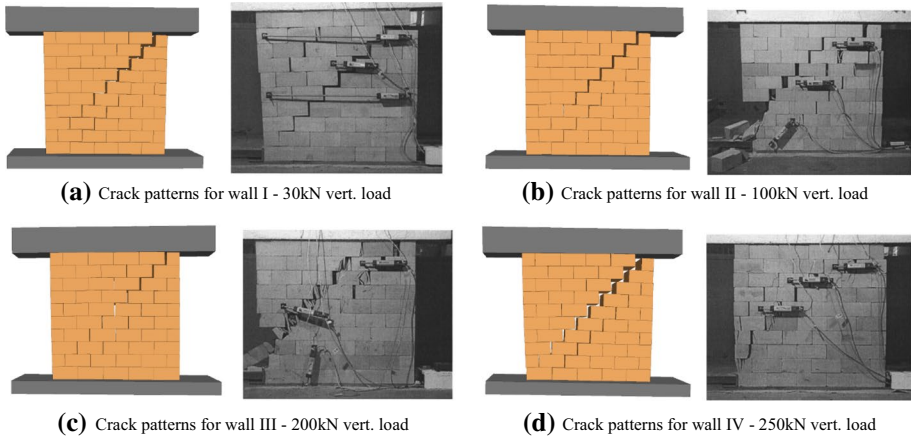 (a) Crack patterns for wall I - 30kN vert. load
(b) Crack patterns for wall II - 100kN vert. load
(c) Crack patterns for wall III - 200kN vert. load
(d) Crack patterns for wall IV - 250kN vert. load